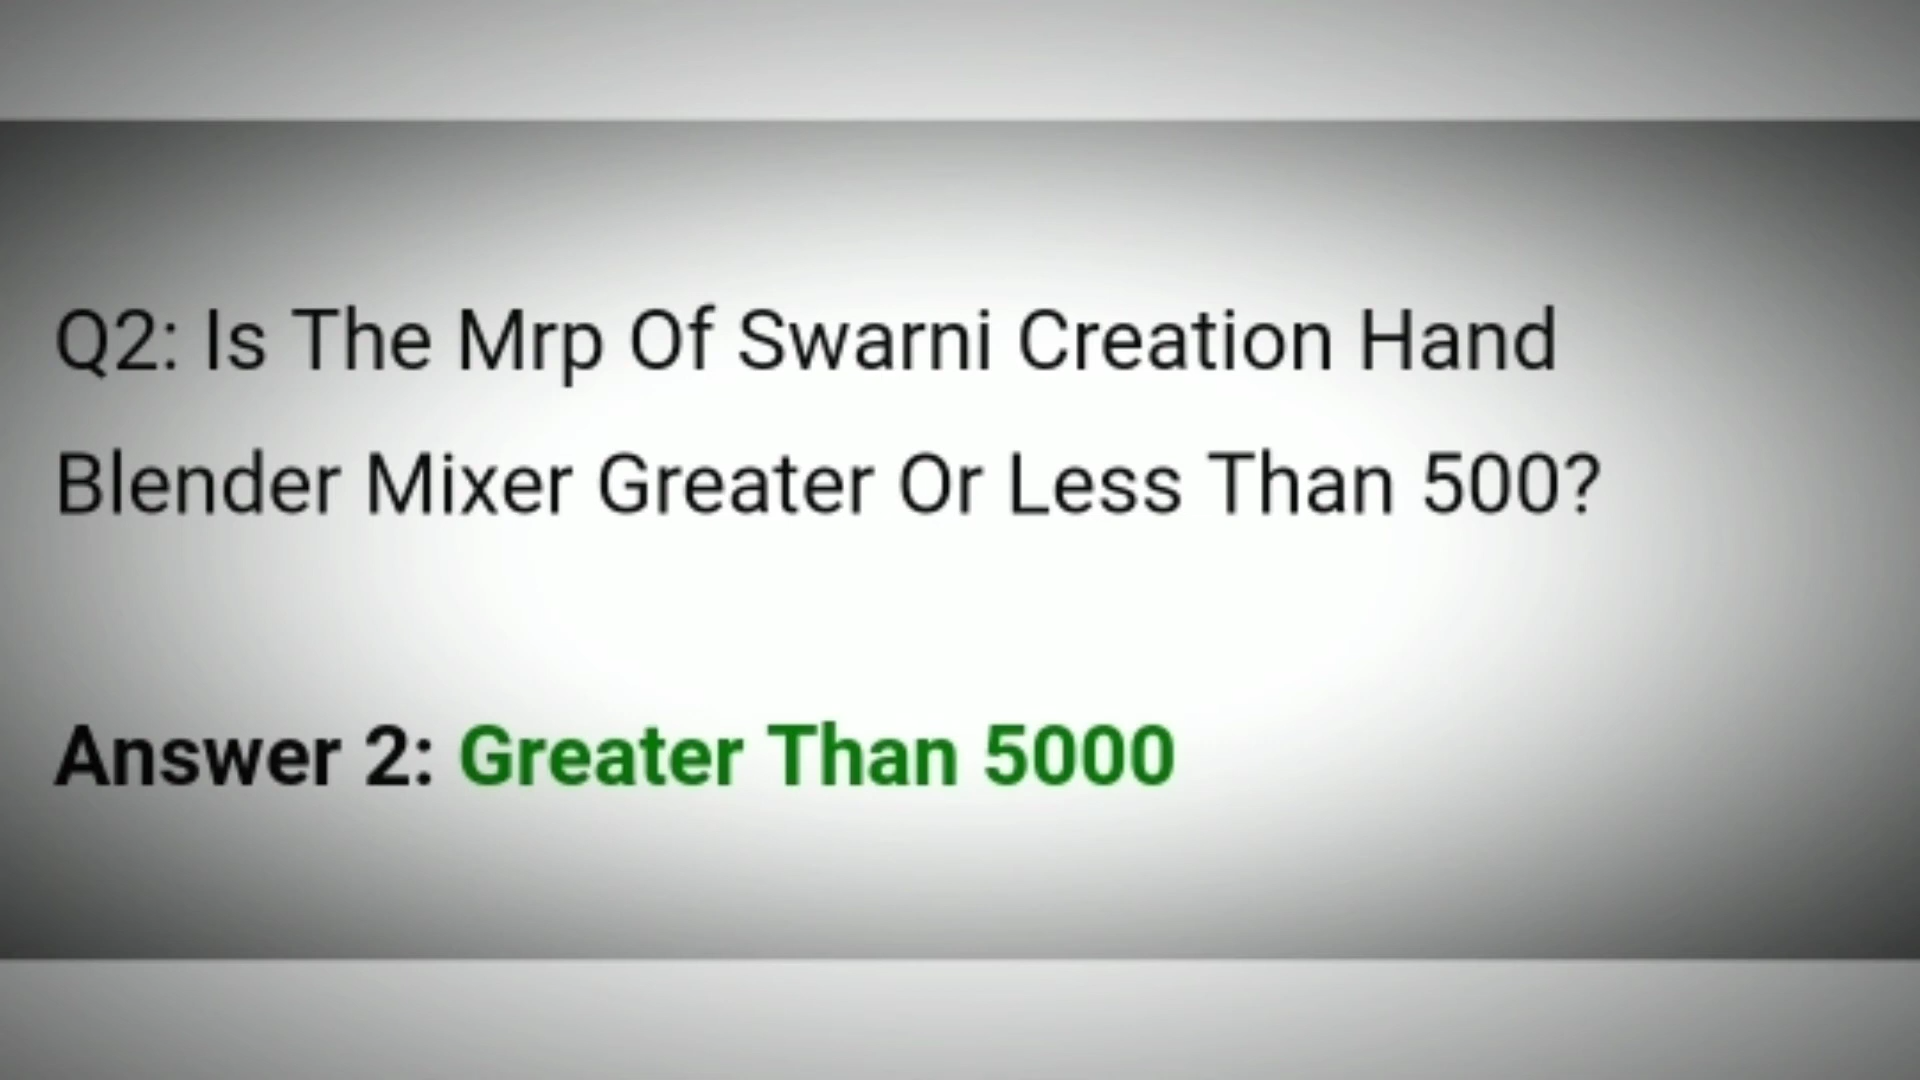 Q2: Is The Mrp Of Swarni Creation Hand
Blender Mixer Greater Or Less Than 500?
Answer 2: Greater Than 5000